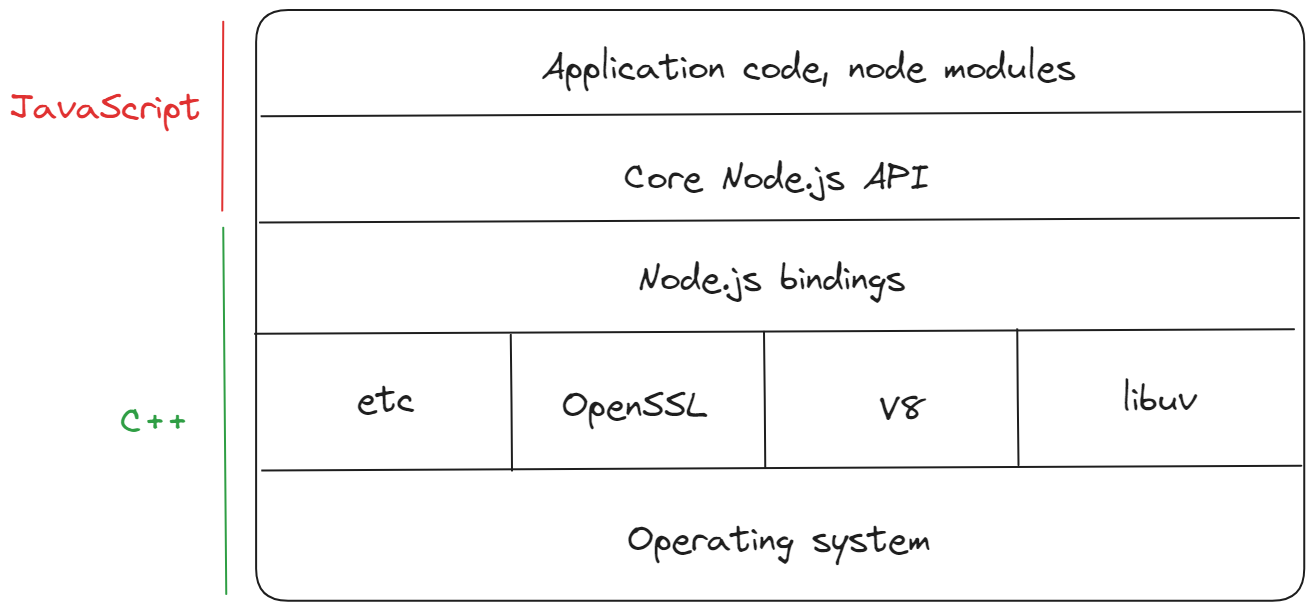 JavaScript
Application code, node modules
Core Node.js API
Node.js bindings
C++
etc
OpenSSL
V8
libuv
Operating system